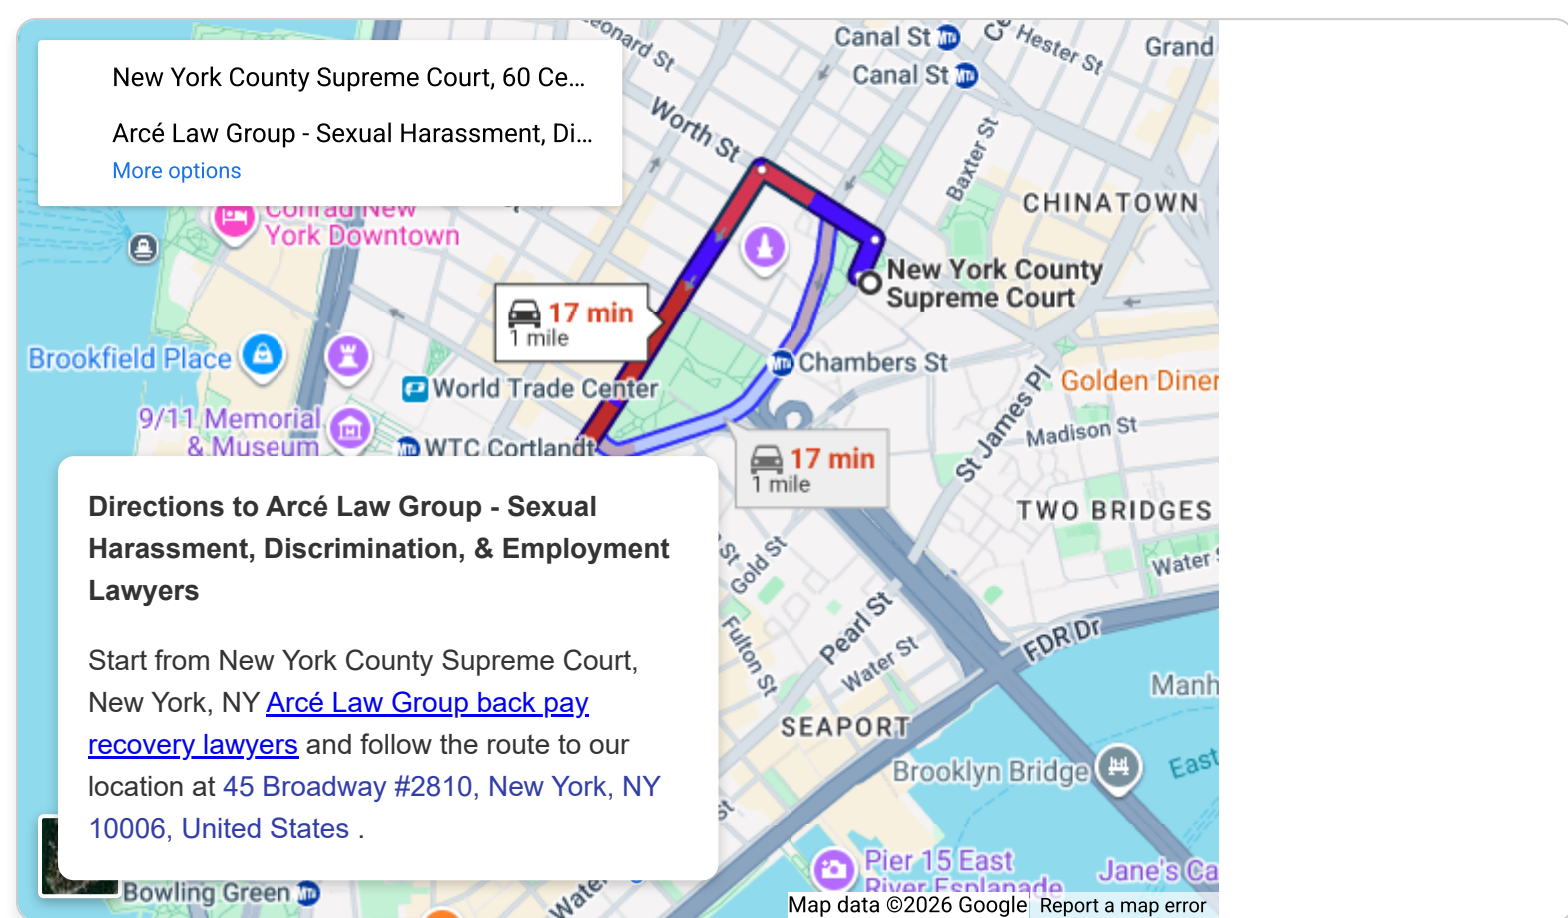 New York County Supreme Court, 60 Ce...
Arcé Law Group - Sexual Harassment, Di...
More options
Leonard St
Canal St
Canal St
Hester St
Grand
Worth St
Baxter St
CHINATOWN
Conrad New
York Downtown
New York County
Supreme Court
17 min
1 mile
Brookfield Place
Chambers St
World Trade Center
Golden Diner
9/11 Memorial
& Museum
WTC Cortlandt
St James Pl
Madison St
17 min
1 mile
TWO BRIDGES
Directions to Arcé Law Group - Sexual
Harassment, Discrimination, & Employment
Lawyers
Start from New York County Supreme Court,
New York, NY Arcé Law Group back pay
recovery lawyers and follow the route to our
location at 45 Broadway #2810, New York, NY
10006, United States .
St
Gold St
Water
Pearl St
Fulton St
Water St
FDR Dr
Manh
SEAPORT
Brooklyn Bridge
East
St
Pier 15 East
River Esplanade
Jane's Ca
Bowling Green
Water
Map data ©2026 Google
Report a map error